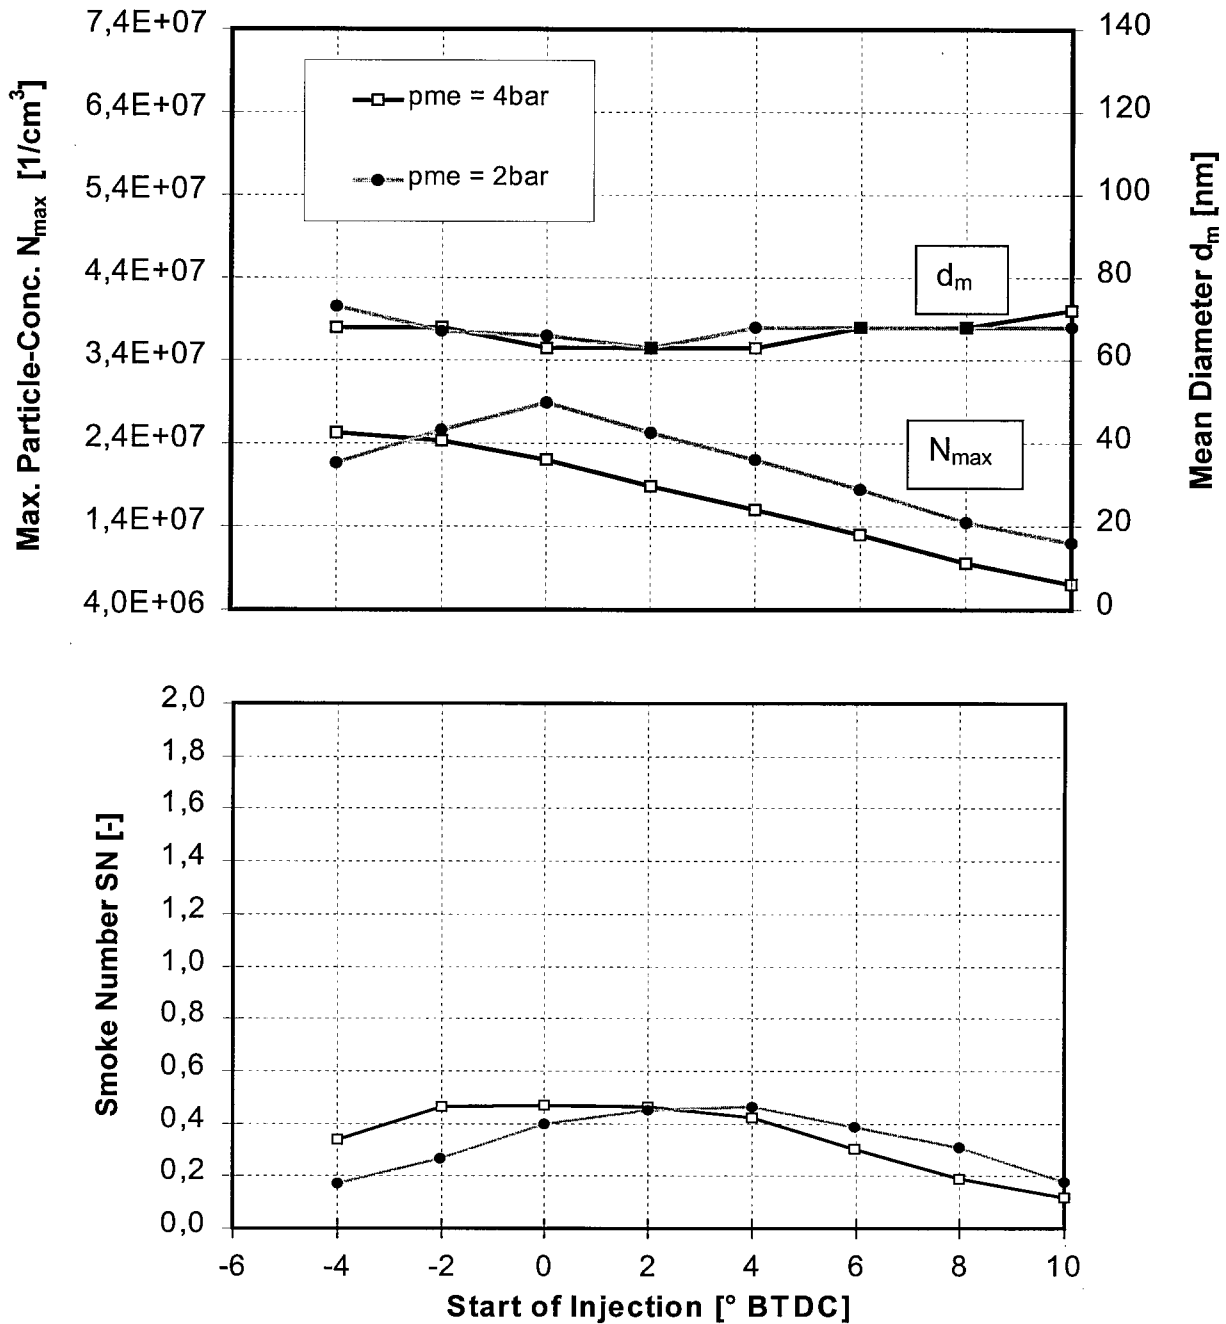 Max. Particle-Conc. Nmax [1/cm³]
7,4E+07
6,4E+07
5,4E+07
4,4E+07
3,4E+07
2,4E+07
1,4E+07
4,0E+06
pme = 4bar
pme = 2bar
dm
Nmax
140
120
100
80
60
40
20
0
Mean Diameter dm [nm]
Smoke Number SN [-]
2,0
1,8
1,6
1,4
1,2
1,0
0,8
0,6
0,4
0,2
0,0
-6 -4 -2 0 2 4 6 8 10
Start of Injection [° BTDC]